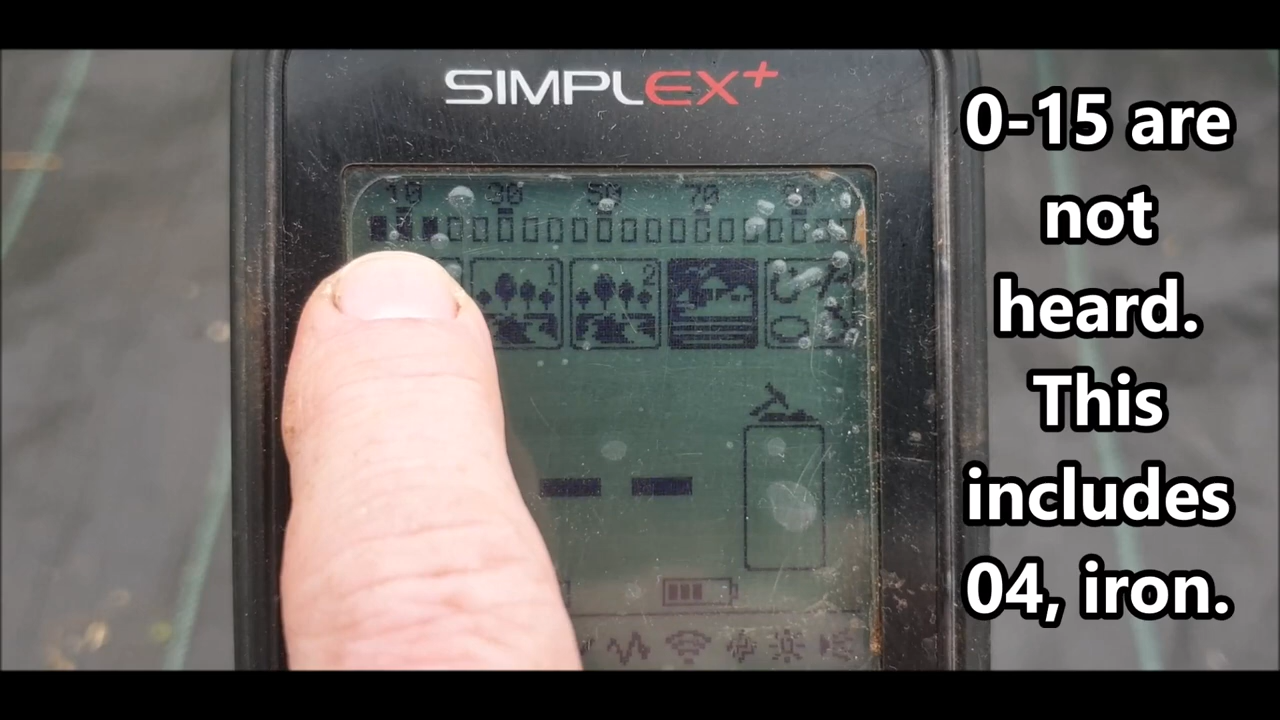 SIMPLEX+
10 30 50 70
1 2
0-15 are
not
heard.
This
includes
04, iron.